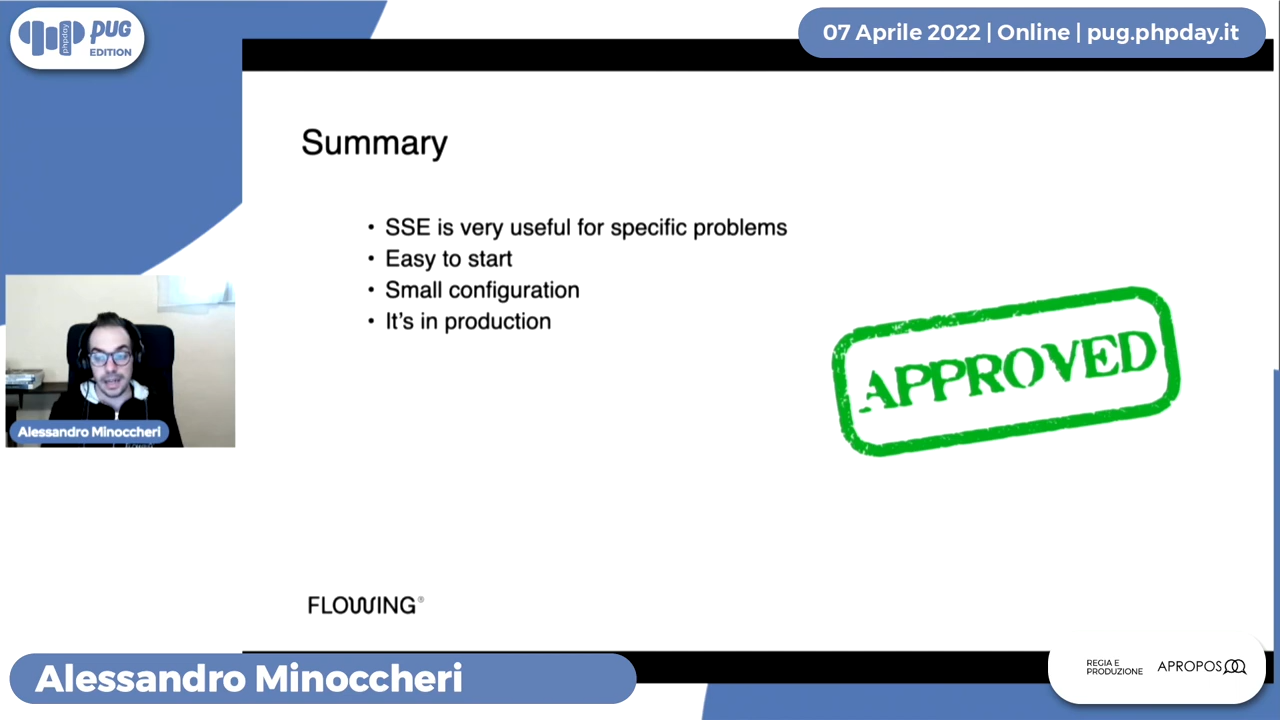 phpday
PUG
EDITION
07 Aprile 2022 | Online | pug.phpday.it
Summary
• SSE is very useful for specific problems
• Easy to start
• Small configuration
• It's in production
APPROVED
Alessandro Minoccheri
FLOWING®
Alessandro Minoccheri
REGIA E
PRODUZIONE
APROPOS